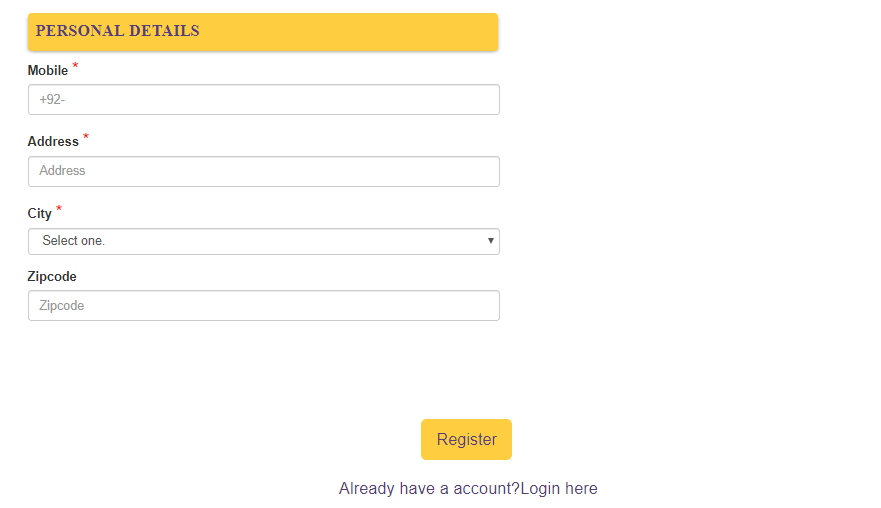 PERSONAL DETAILS
Mobile *
+92-
Address *
Address
City *
Select one.
Zipcode
Zipcode
Register
Already have a account?Login here